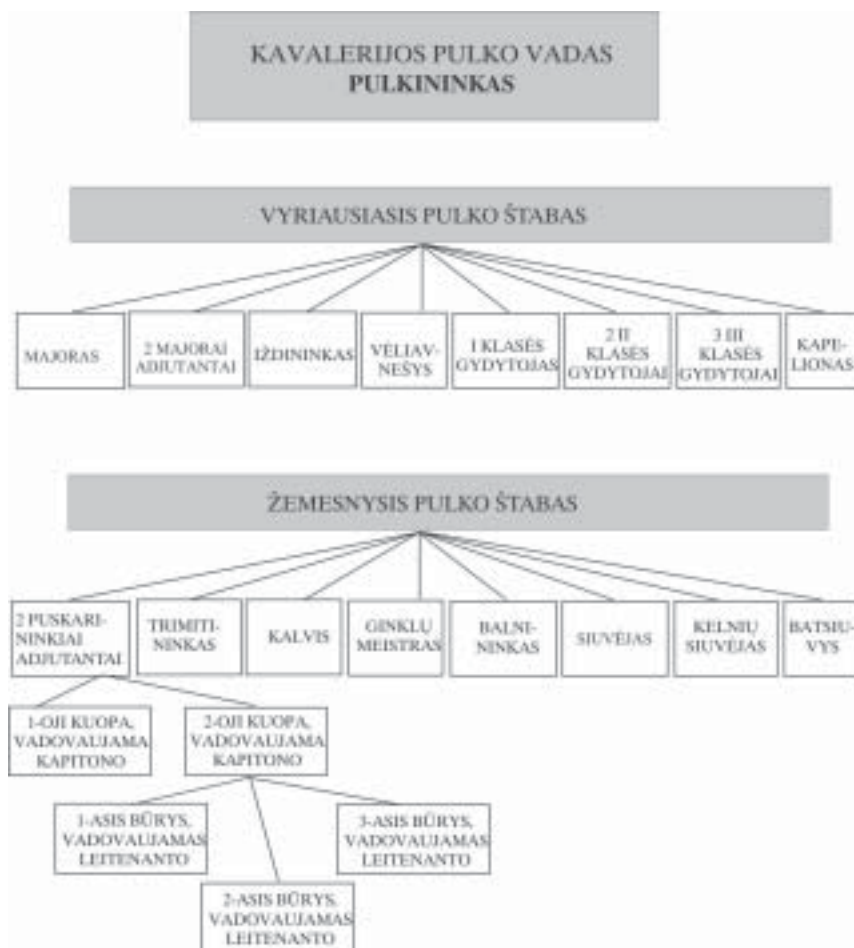 KAVALERIJOS PULKO VADAS
PULKININKAS
VYRIAUSIASIS PULKO ŠTABAS
MAJORAS
2 MAJORAI
ADJUTANTAI
IŽDININKAS
VĖLIAV-
NEŠYS
I KLASĖS
GYDYTOJAS
2 II
KLASĖS
GYDYTOJAI
3 III
KLASĖS
GYDYTOJAI
KAPE-
LIONAS
ŽEMESNYSIS PULKO ŠTABAS
2 PUSKARI-
NINKIAI
ADJUTANTAI
TRIMITI-
NINKAS
KALVIS
GINKLŲ
MEISTRAS
BALNI-
NINKAS
SIUVĖJAS
KELNIŲ
SIUVĖJAS
BATSIU-
VYS
1-OJI KUOPA,
VADOVAUJAMA
KAPITONO
2-OJI KUOPA,
VADOVAUJAMA
KAPITONO
1-ASIS BŪRYS,
VADOVAUJAMAS
LEITENANTO
2-ASIS BŪRYS,
VADOVAUJAMAS
LEITENANTO
3-ASIS BŪRYS,
VADOVAUJAMAS
LEITENANTO